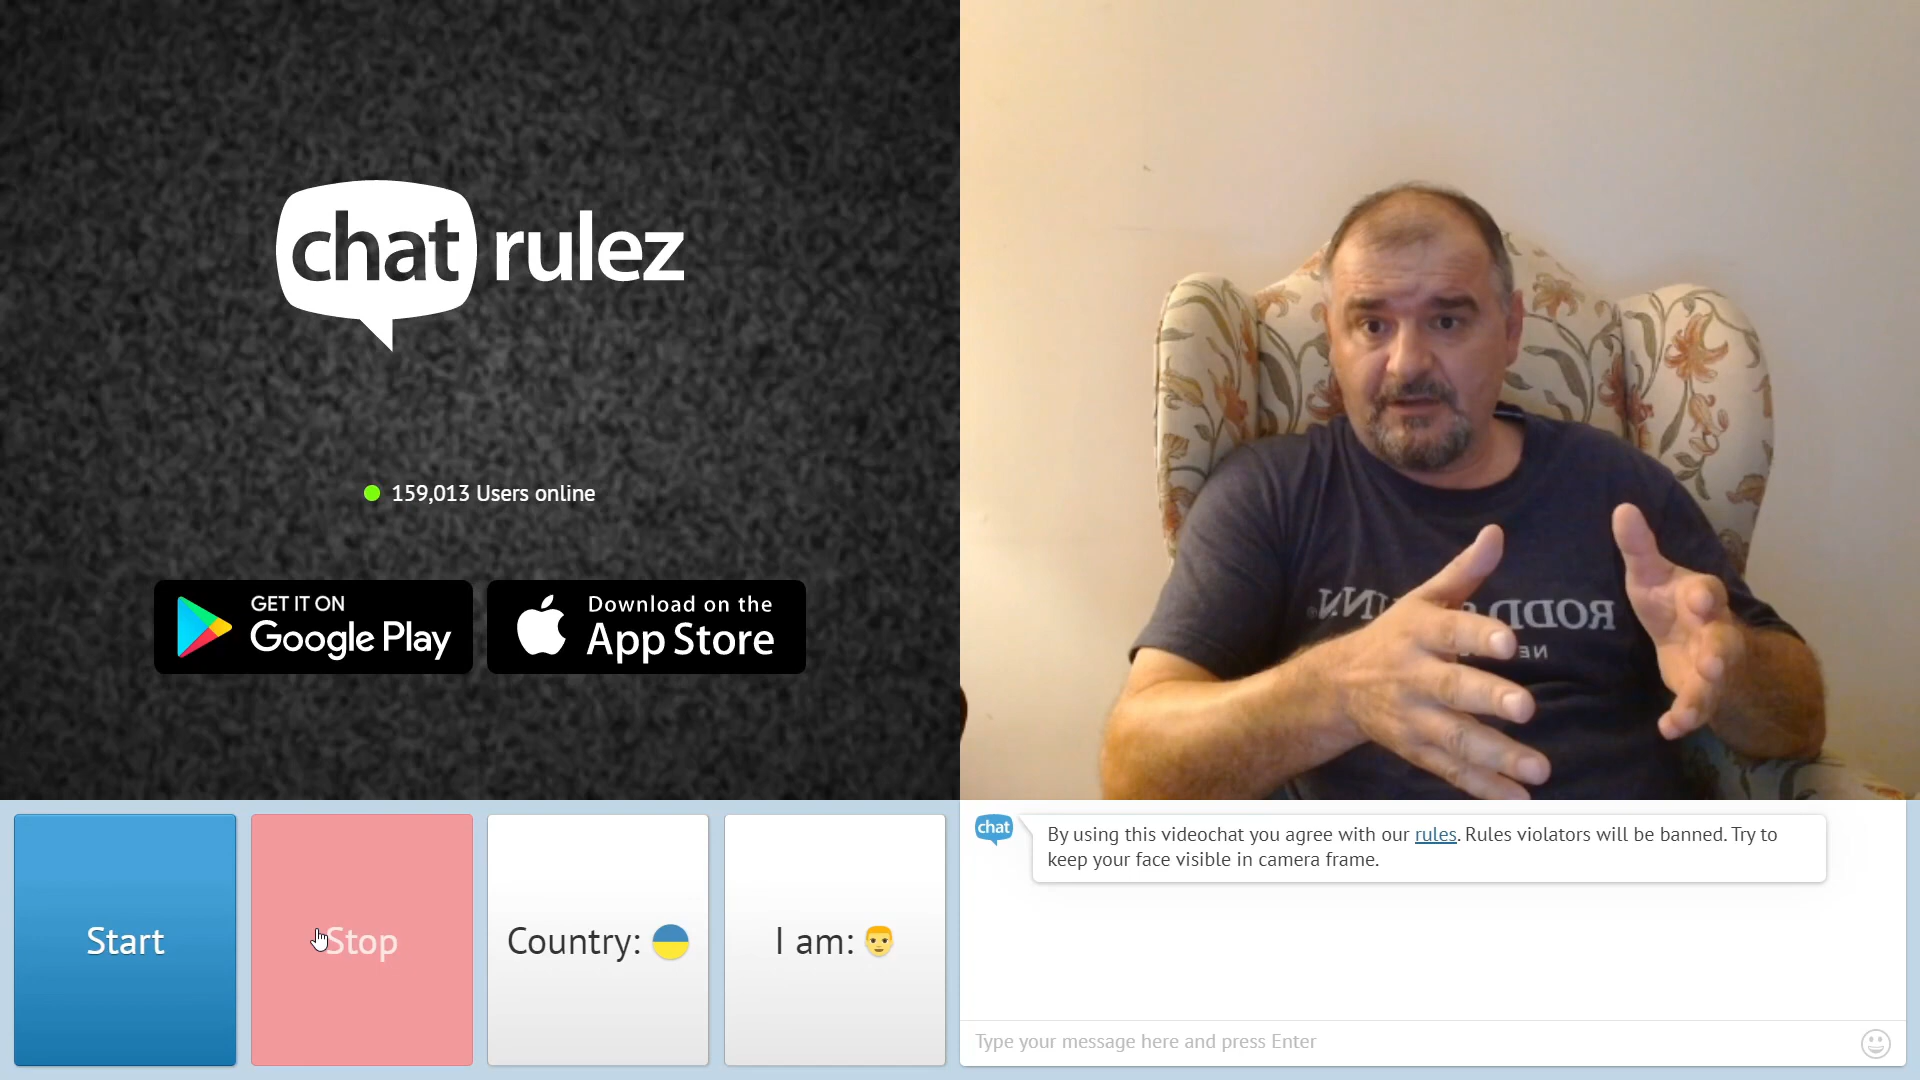 chat rulez
159,013 Users online
GET IT ON
Google Play
Download on the
App Store
Start
Stop
Country:
I am:
chat
By using this videochat you agree with our rules. Rules violators will be banned. Try to
keep your face visible in camera frame.
Type your message here and press Enter